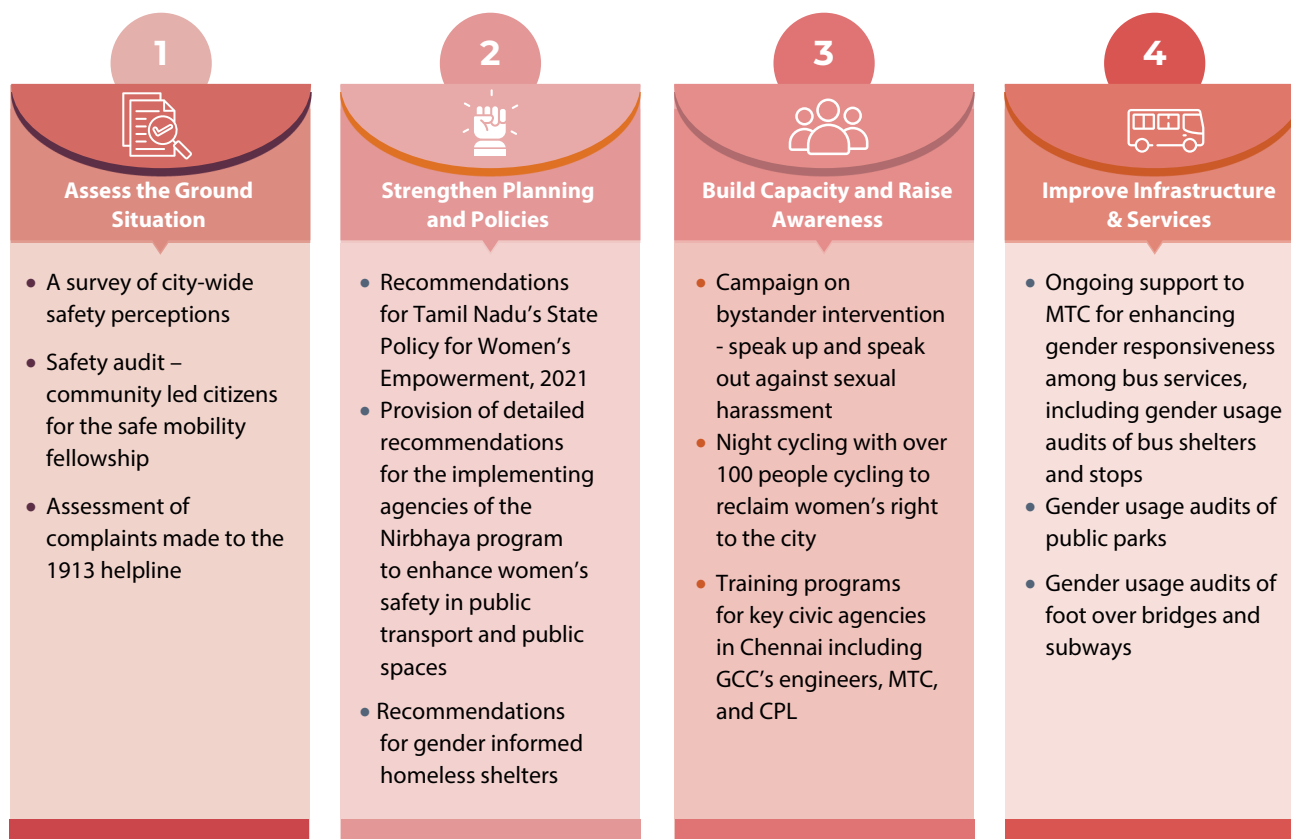 1
Assess the Ground
Situation
• A survey of city-wide
safety perceptions
• Safety audit –
community led citizens
for the safe mobility
fellowship
• Assessment of
complaints made to the
1913 helpline
2
Strengthen Planning
and Policies
• Recommendations
for Tamil Nadu’s State
Policy for Women’s
Empowerment, 2021
• Provision of detailed
recommendations
for the implementing
agencies of the
Nirbhaya program
to enhance women’s
safety in public
transport and public
spaces
• Recommendations
for gender informed
homeless shelters
3
Build Capacity and Raise
Awareness
• Campaign on
bystander intervention
- speak up and speak
out against sexual
harassment
• Night cycling with over
100 people cycling to
reclaim women’s right
to the city
• Training programs
for key civic agencies
in Chennai including
GCC’s engineers, MTC,
and CPL
4
Improve Infrastructure
& Services
• Ongoing support to
MTC for enhancing
gender responsiveness
among bus services,
including gender usage
audits of bus shelters
and stops
• Gender usage audits of
public parks
• Gender usage audits of
foot over bridges and
subways